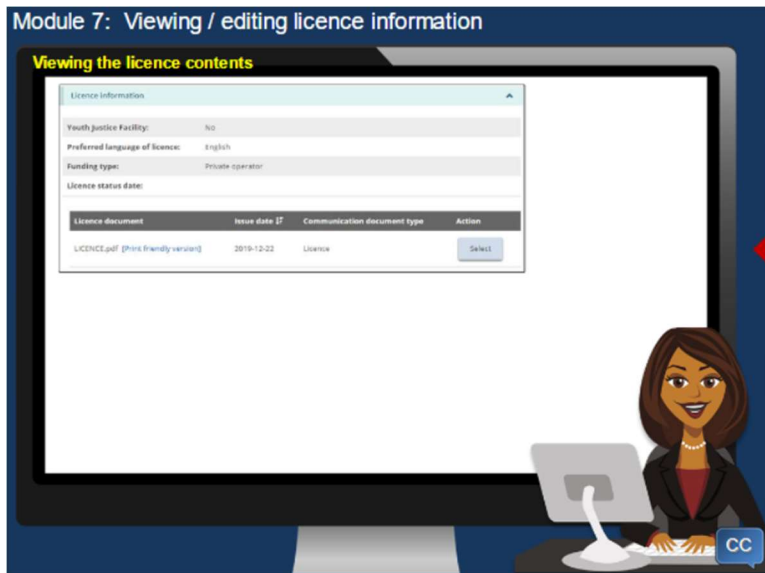 Module 7: Viewing / editing licence information
Viewing the licence contents
Licence information
Youth Justice Facility: No
Preferred language of licence: English
Funding type: Private operator
Licence status date:
Licence document Issue date Communication document type Action
LICENCE.pdf (Print friendly version) 2019-12-22 Licence Select
CC